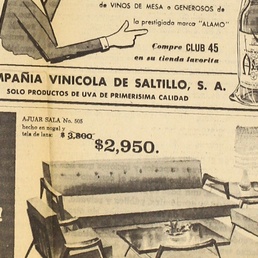 de VINOS DE MESA o GENEROSOS de
la prestigiada marca "ALAMO"
Compre CLUB 45
en su tienda favorita
MPAÑIA VINICOLA DE SALTILLO, S. A.
SOLO PRODUCTOS DE UVA DE PRIMERISIMA CALIDAD
AJUAR SALA No. 505
hecho en nogal y
tela de lana: $ 3,800
$2,950.